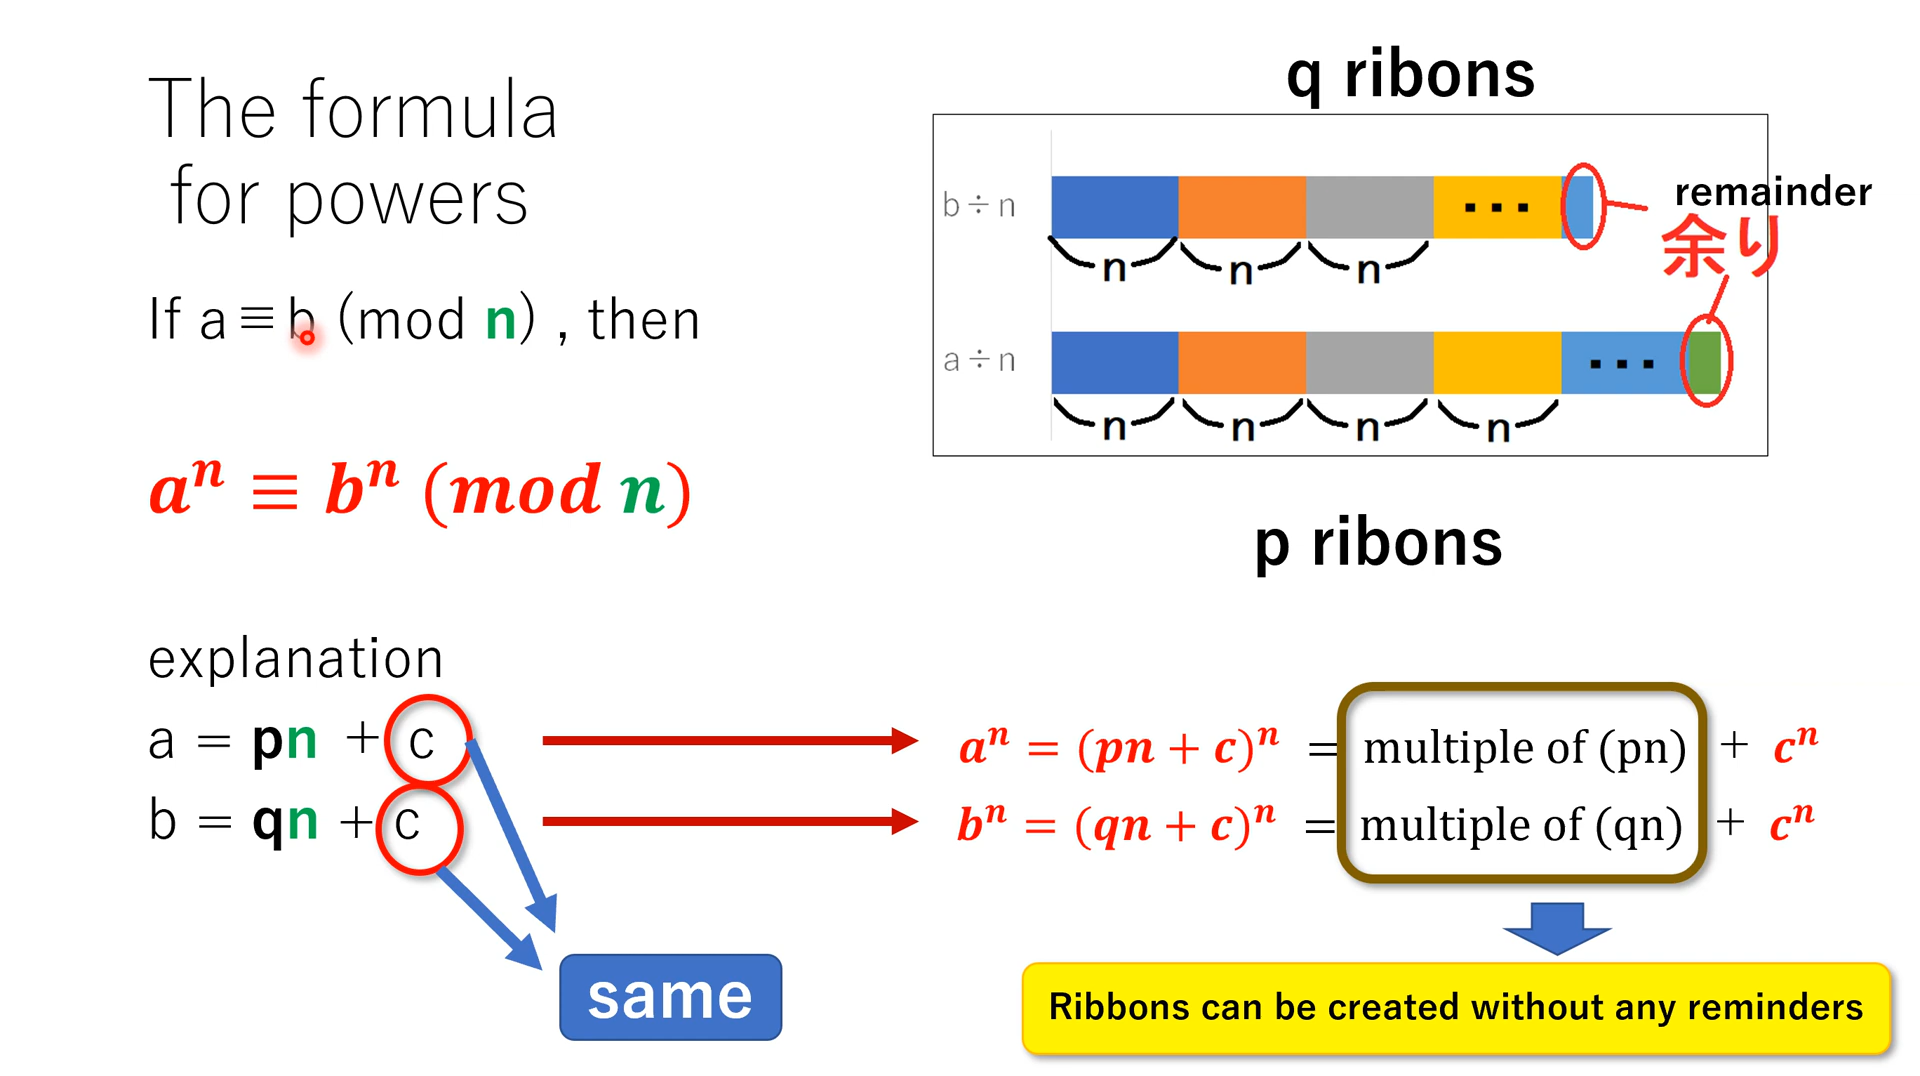 The formula
for powers
If a≡b (mod n) , then
aⁿ ≡ bⁿ (mod n)
q ribons
b÷n
...
remainder
余り
n n n
a÷n
...
n n n n
p ribons
explanation
a = pn + c
b = qn + c
same
aⁿ = (pn + c)ⁿ = multiple of (pn) + cⁿ
bⁿ = (qn + c)ⁿ = multiple of (qn) + cⁿ
Ribbons can be created without any reminders